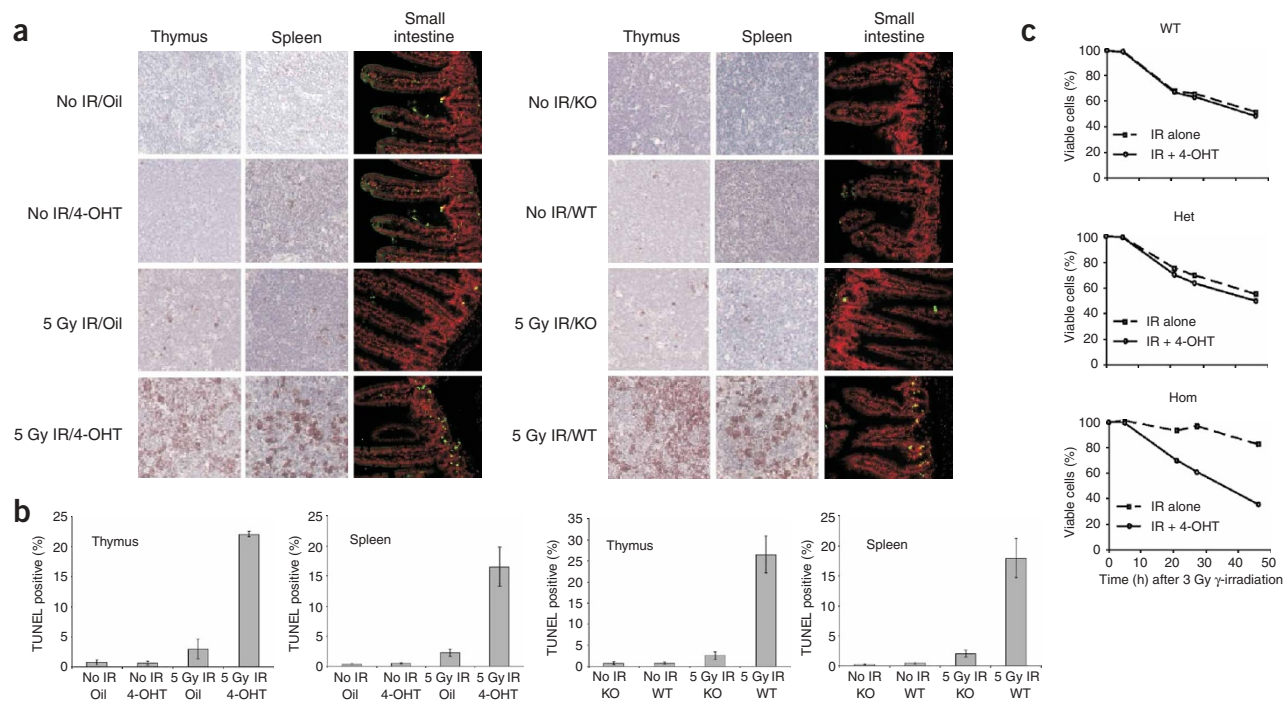 a
Thymus Spleen Small intestine
No IR/Oil
No IR/4-OHT
5 Gy IR/Oil
5 Gy IR/4-OHT
Thymus Spleen Small intestine
No IR/KO
No IR/WT
5 Gy IR/KO
5 Gy IR/WT
b
TUNEL positive (%)
25
20
15
10
5
0
Thymus
No IR No IR 5 Gy IR 5 Gy IR
Oil 4-OHT Oil 4-OHT
TUNEL positive (%)
25
20
15
10
5
0
Spleen
No IR No IR 5 Gy IR 5 Gy IR
Oil 4-OHT Oil 4-OHT
TUNEL positive (%)
35
30
25
20
15
10
5
0
Thymus
No IR No IR 5 Gy IR 5 Gy IR
KO WT KO WT
TUNEL positive (%)
25
20
15
10
5
0
Spleen
No IR No IR 5 Gy IR 5 Gy IR
KO WT KO WT
c
WT
Viable cells (%)
100
80
60
40
20
0
IR alone
IR + 4-OHT
Het
Viable cells (%)
100
80
60
40
20
0
IR alone
IR + 4-OHT
Hom
Viable cells (%)
100
80
60
40
20
0
IR alone
IR + 4-OHT
0 10 20 30 40 50
Time (h) after 3 Gy γ-irradiation